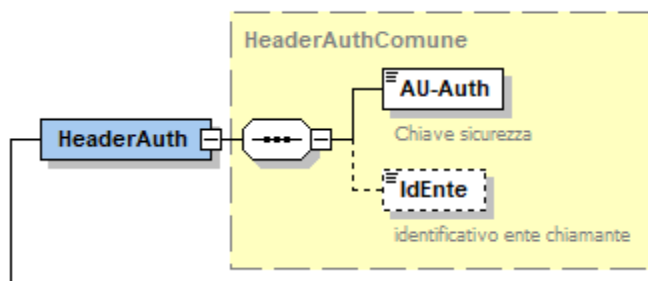 HeaderAuthComune
AU-Auth
Chiave sicurezza
HeaderAuth
IdEnte
identificativo ente chiamante